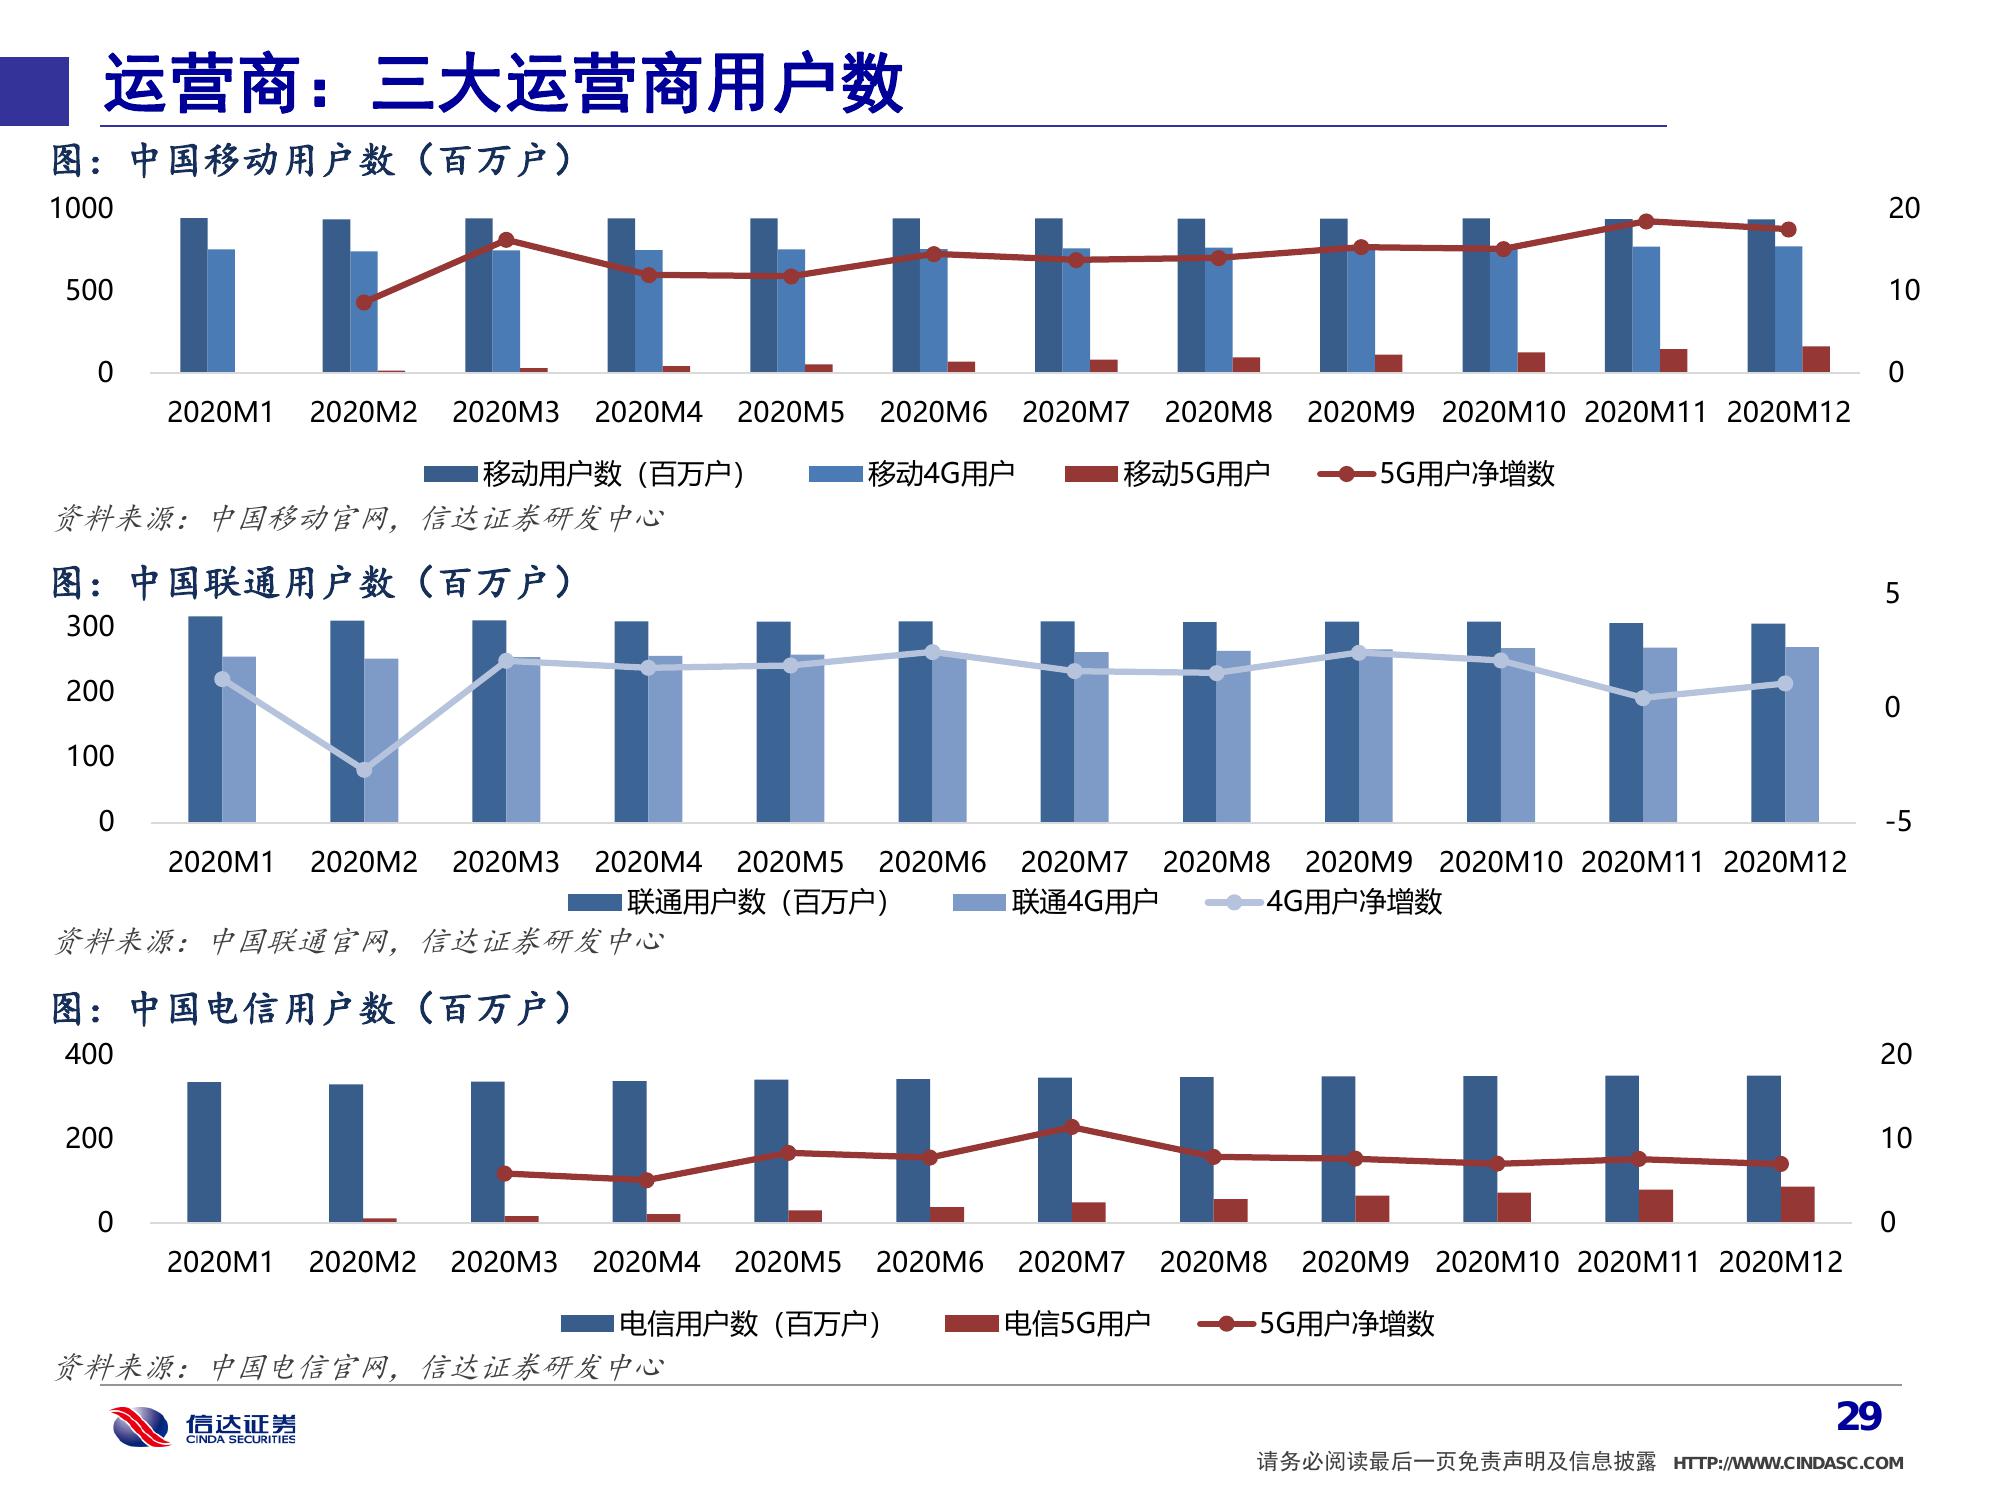 运营商：三大运营商用户数
图：中国移动用户数（百万户）
1000
500
0
20
10
0
2020M1 2020M2 2020M3 2020M4 2020M5 2020M6 2020M7 2020M8 2020M9 2020M10 2020M11 2020M12
移动用户数（百万户） 移动4G用户 移动5G用户 5G用户净增数
资料来源：中国移动官网，信达证券研发中心
图：中国联通用户数（百万户）
300
200
100
0
5
0
-5
2020M1 2020M2 2020M3 2020M4 2020M5 2020M6 2020M7 2020M8 2020M9 2020M10 2020M11 2020M12
联通用户数（百万户） 联通4G用户 4G用户净增数
资料来源：中国联通官网，信达证券研发中心
图：中国电信用户数（百万户）
400
200
0
20
10
0
2020M1 2020M2 2020M3 2020M4 2020M5 2020M6 2020M7 2020M8 2020M9 2020M10 2020M11 2020M12
电信用户数（百万户） 电信5G用户 5G用户净增数
资料来源：中国电信官网，信达证券研发中心
信达证券
CINDA SECURITIES
29
请务必阅读最后一页免责声明及信息披露 HTTP://WWW.CINDASC.COM